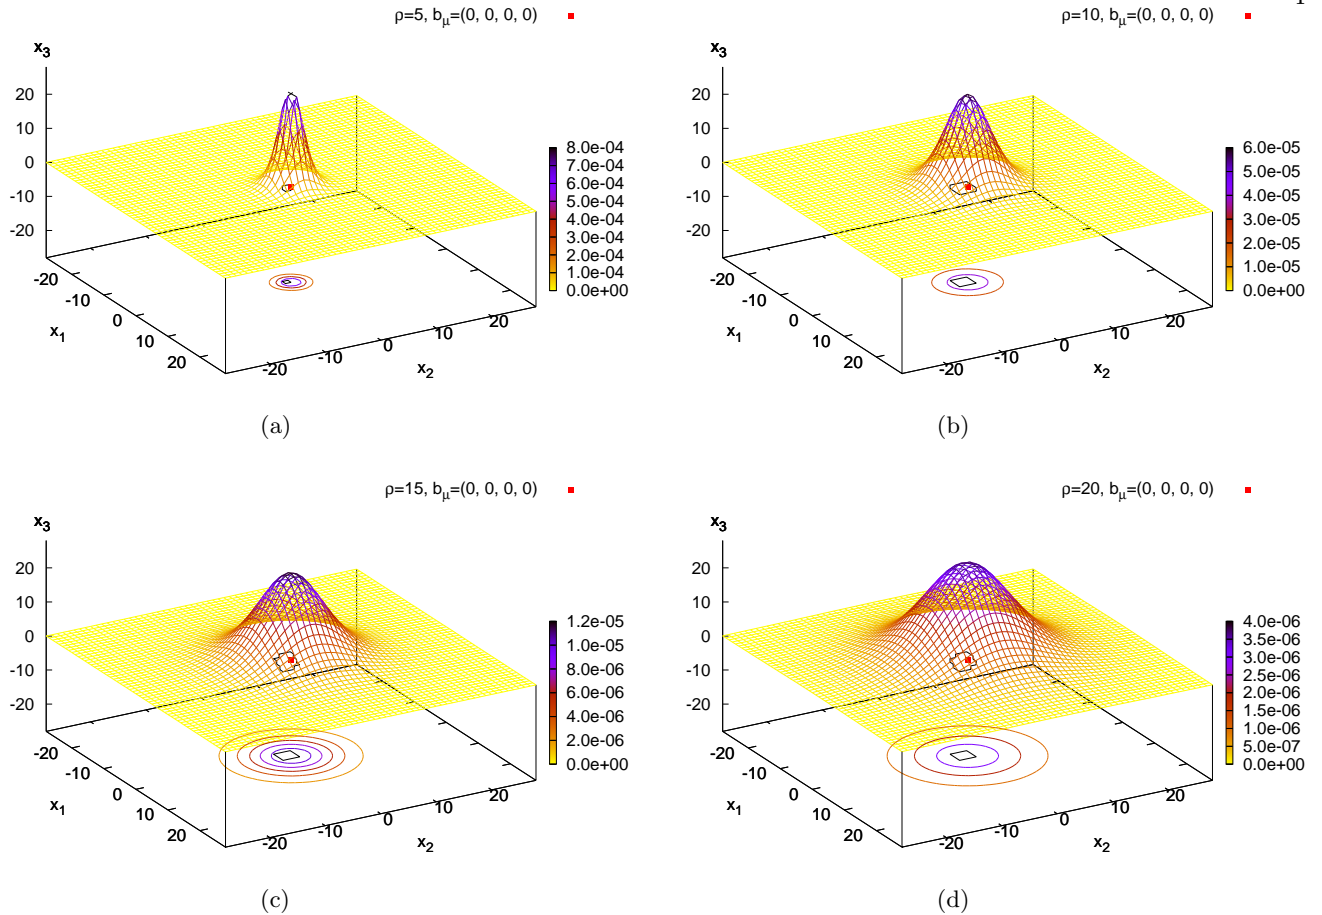 ρ=5, bμ=(0, 0, 0, 0)
x3
20
10
0
-10
-20
8.0e-04
7.0e-04
6.0e-04
5.0e-04
4.0e-04
3.0e-04
2.0e-04
1.0e-04
0.0e+00
-20
-10
0
10
20
x1
-20
-10
0
10
20
x2
(a)
ρ=10, bμ=(0, 0, 0, 0)
x3
20
10
0
-10
-20
6.0e-05
5.0e-05
4.0e-05
3.0e-05
2.0e-05
1.0e-05
0.0e+00
-20
-10
0
10
20
x1
-20
-10
0
10
20
x2
(b)
ρ=15, bμ=(0, 0, 0, 0)
x3
20
10
0
-10
-20
1.2e-05
1.0e-05
8.0e-06
6.0e-06
4.0e-06
2.0e-06
0.0e+00
-20
-10
0
10
20
x1
-20
-10
0
10
20
x2
(c)
ρ=20, bμ=(0, 0, 0, 0)
x3
20
10
0
-10
-20
4.0e-06
3.5e-06
3.0e-06
2.5e-06
2.0e-06
1.5e-06
1.0e-06
5.0e-07
0.0e+00
-20
-10
0
10
20
x1
-20
-10
0
10
20
x2
(d)